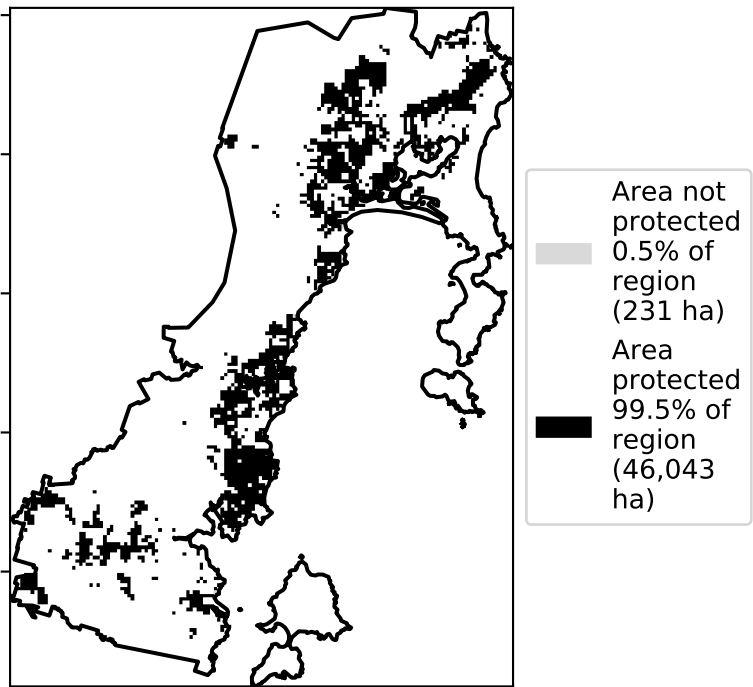 Area not
protected
0.5% of
region
(231 ha)
Area
protected
99.5% of
region
(46,043
ha)